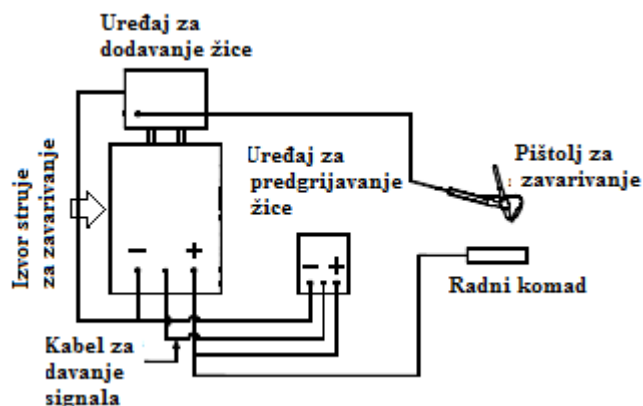 Uređaj za
dodavanje žice
Izvor struje
za zavarivanje
Uređaj za
predgrijavanje
žice
Pištolj za
zavarivanje
− +
− +
Radni komad
Kabel za
davanje
signala